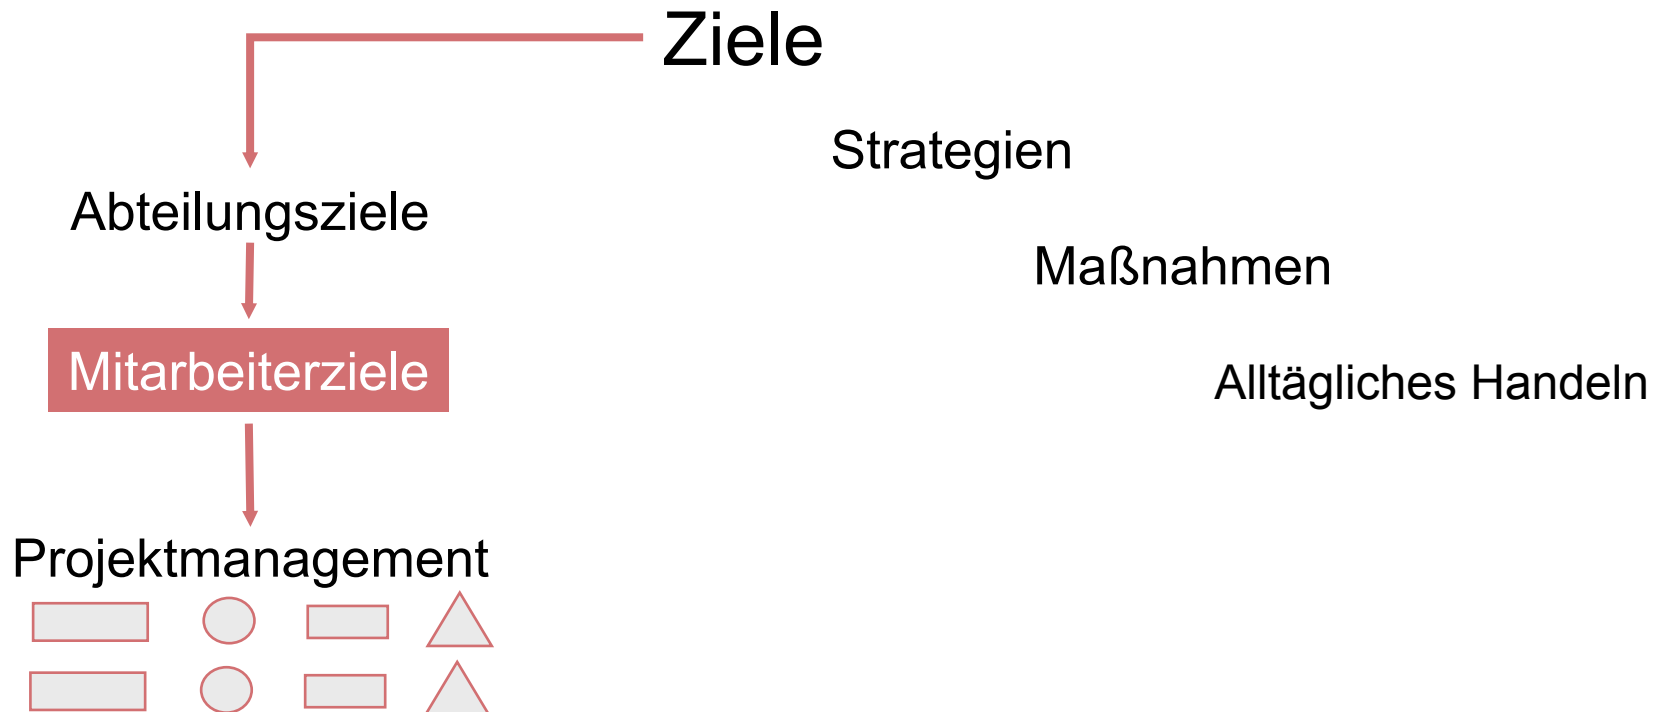 Ziele
Strategien
Abteilungsziele
Maßnahmen
Mitarbeiterziele
Alltägliches Handeln
Projektmanagement